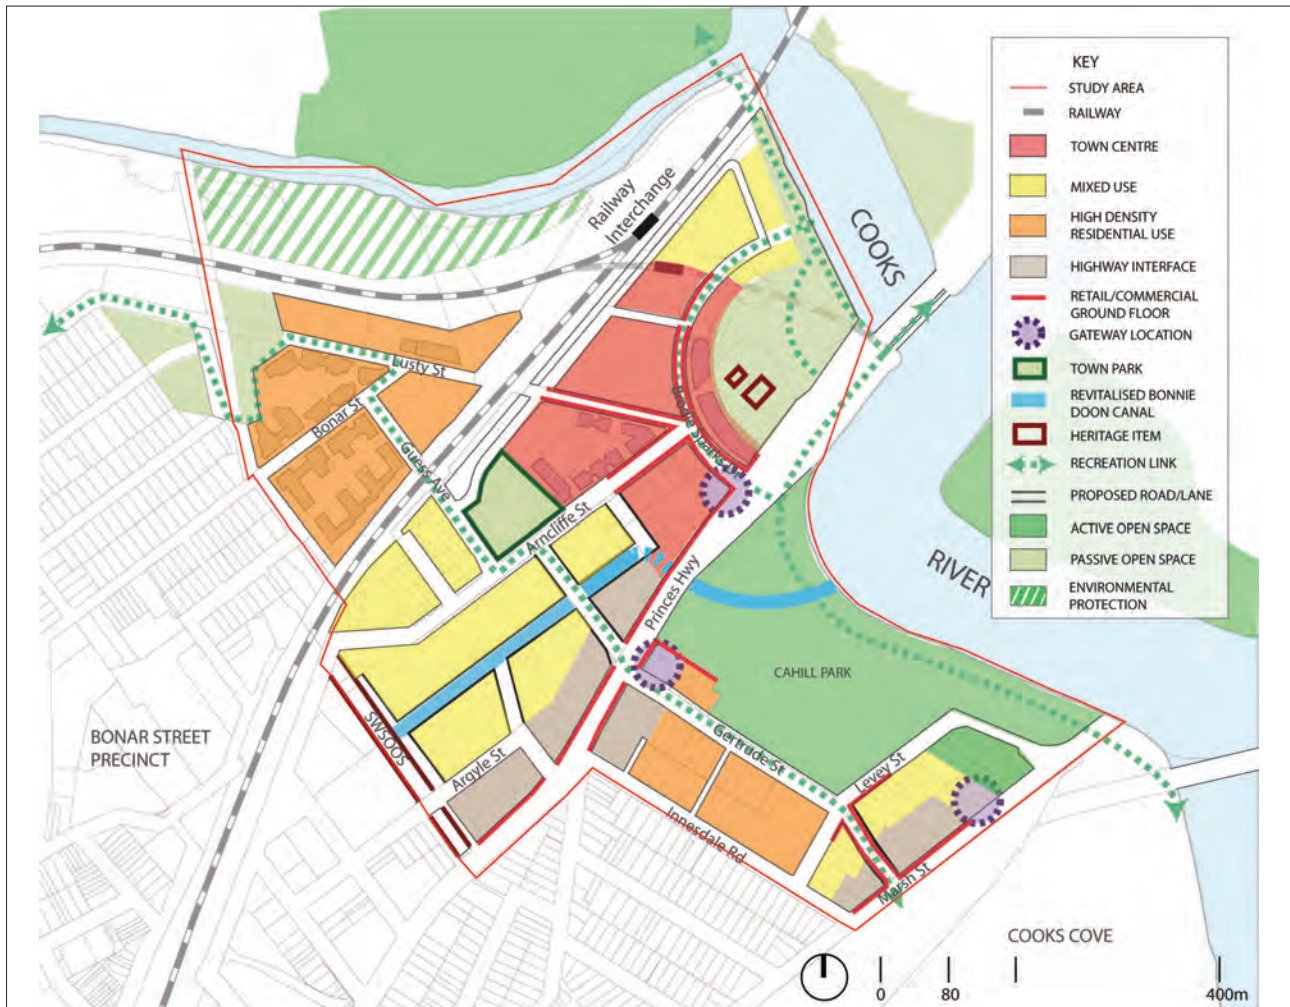 KEY
STUDY AREA
RAILWAY
TOWN CENTRE
MIXED USE
HIGH DENSITY
RESIDENTIAL USE
HIGHWAY INTERFACE
RETAIL/COMMERCIAL
GROUND FLOOR
GATEWAY LOCATION
TOWN PARK
REVITALISED BONNIE
DOON CANAL
HERITAGE ITEM
RECREATION LINK
PROPOSED ROAD/LANE
ACTIVE OPEN SPACE
PASSIVE OPEN SPACE
ENVIRONMENTAL
PROTECTION
Railway
Interchange
COOKS
RIVER
Lusty St
Bonar St
Guess Ave
Brodie Sparks Dr
Arncliffe St
Princes Hwy
CAHILL PARK
SWSOOS
BONAR STREET
PRECINCT
Argyle St
Gertrude St
Levey St
Innesdale Rd
Marsh St
COOKS COVE
0
80
400m